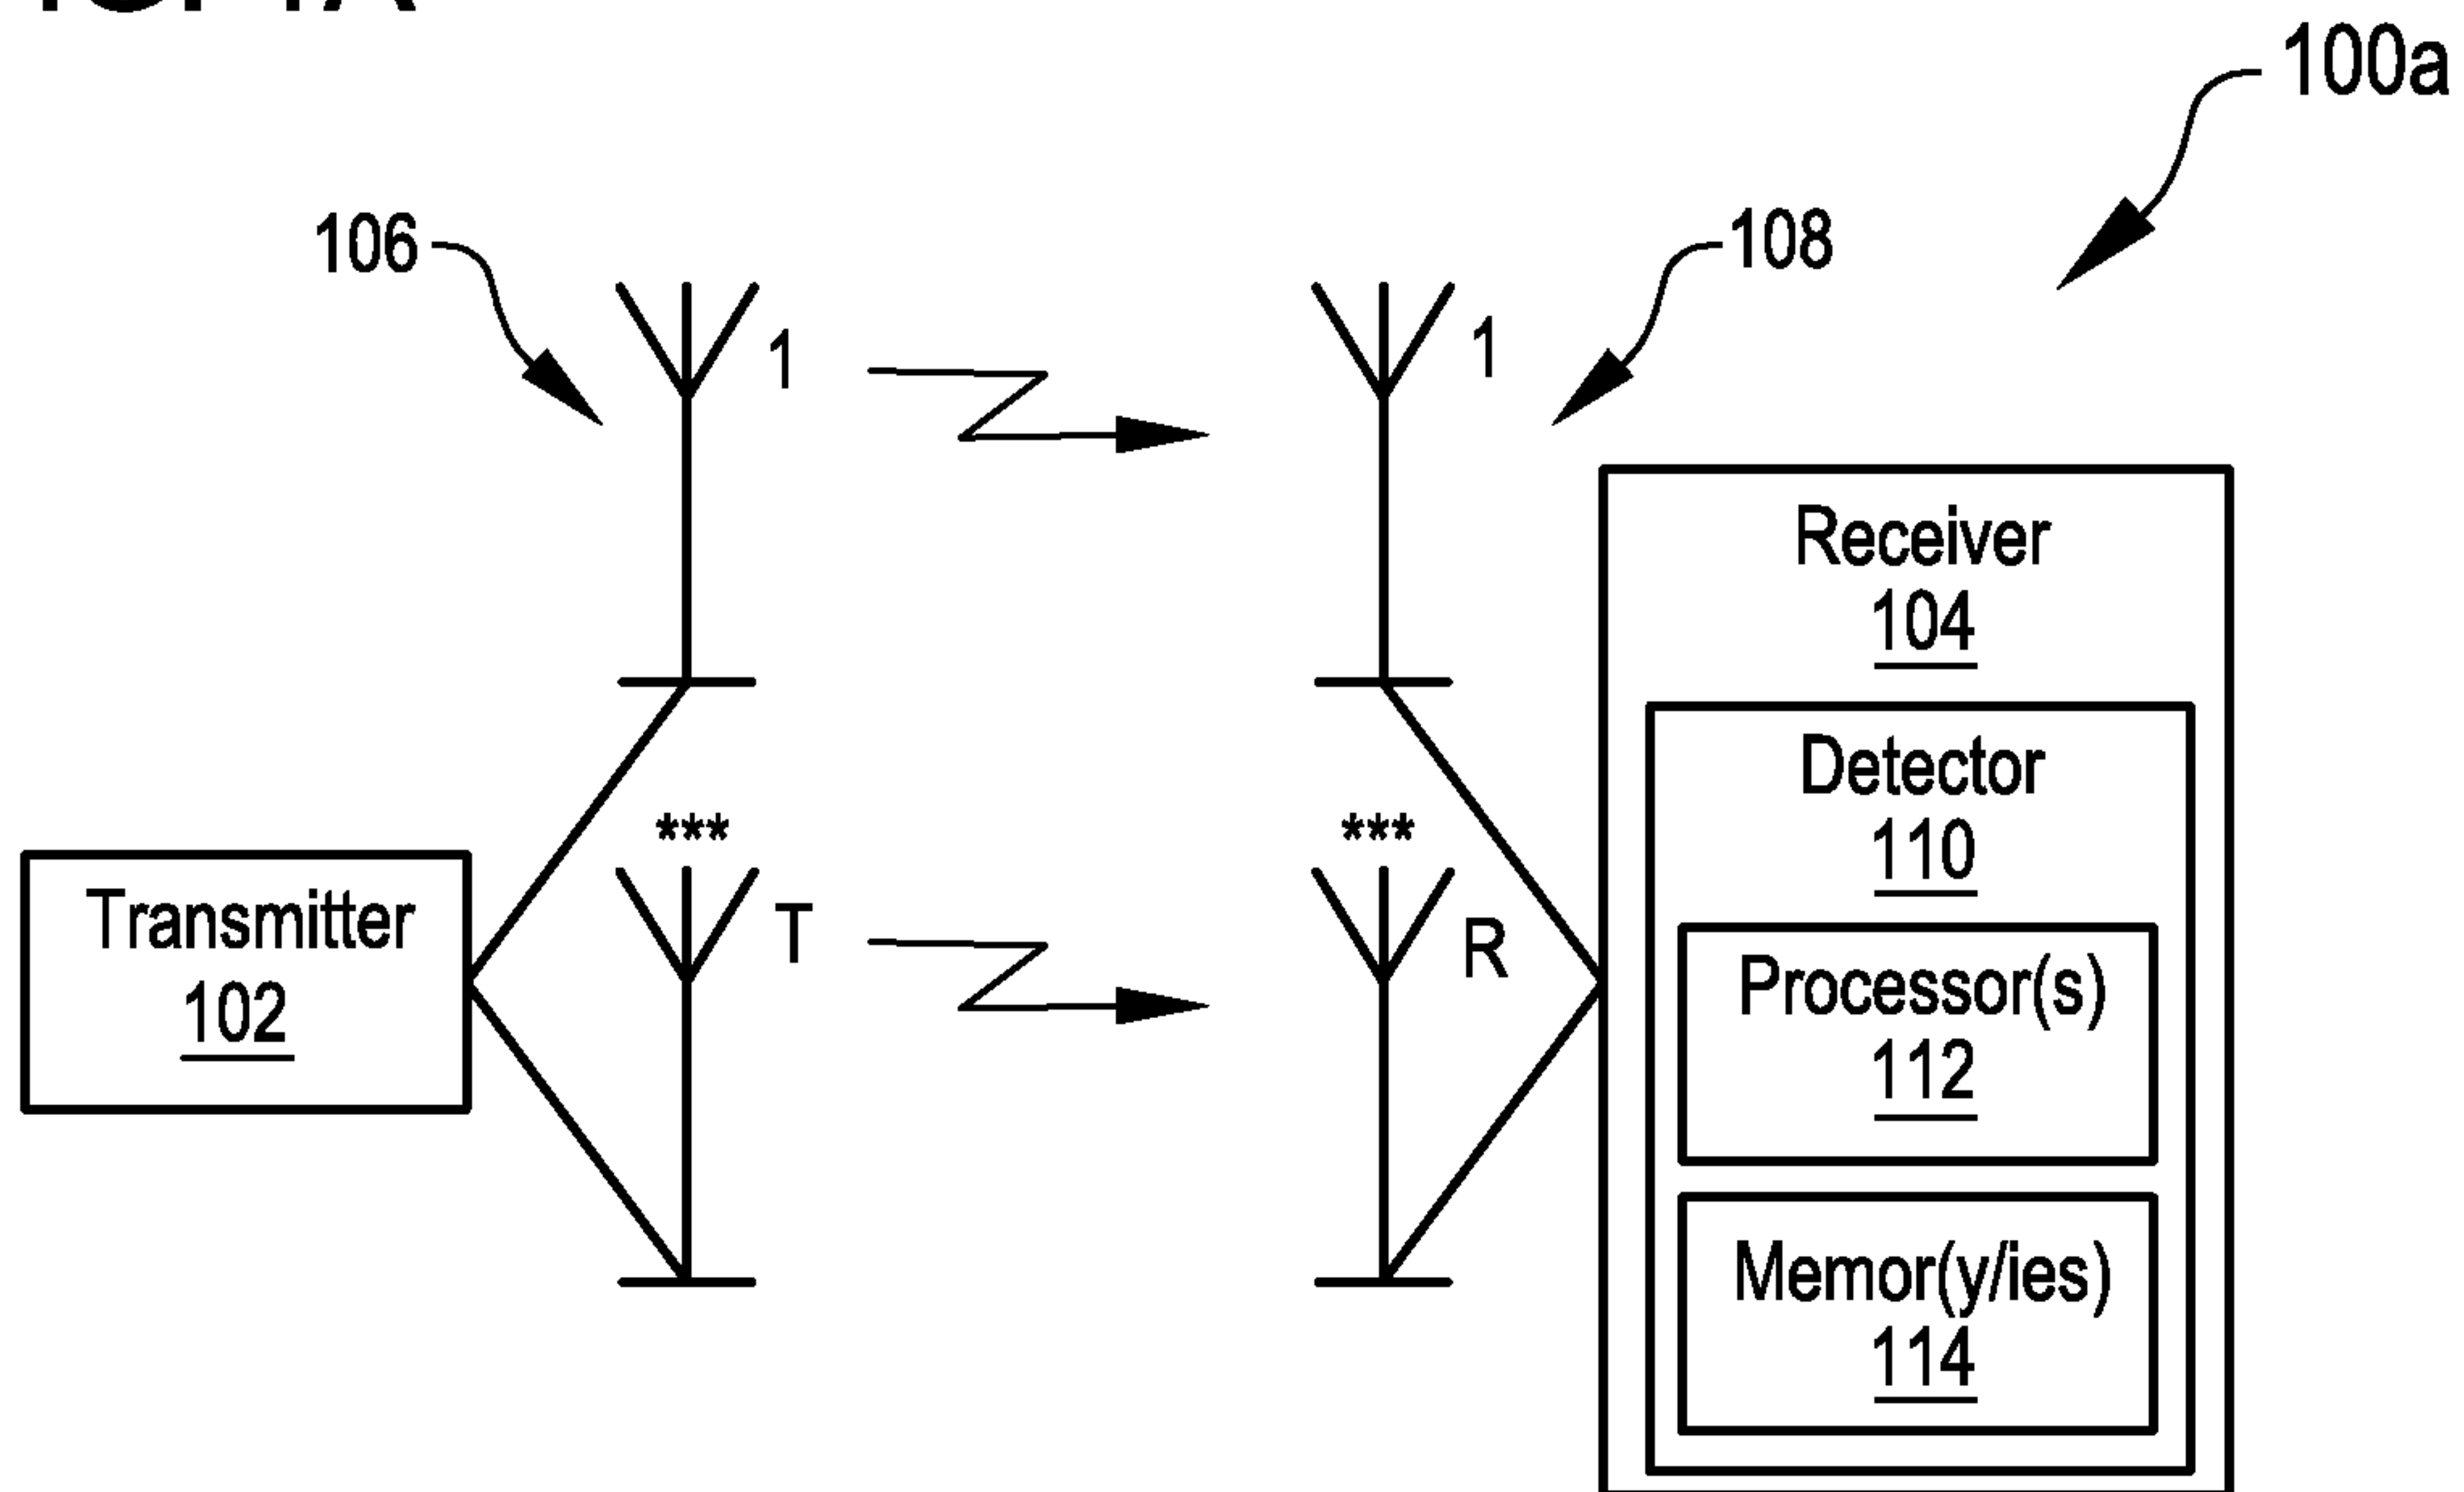 100a
106
108
1
1
Receiver
104
Detector
110
***
***
Transmitter
102
T
R
Processor(s)
112
Memor(y/ies)
114